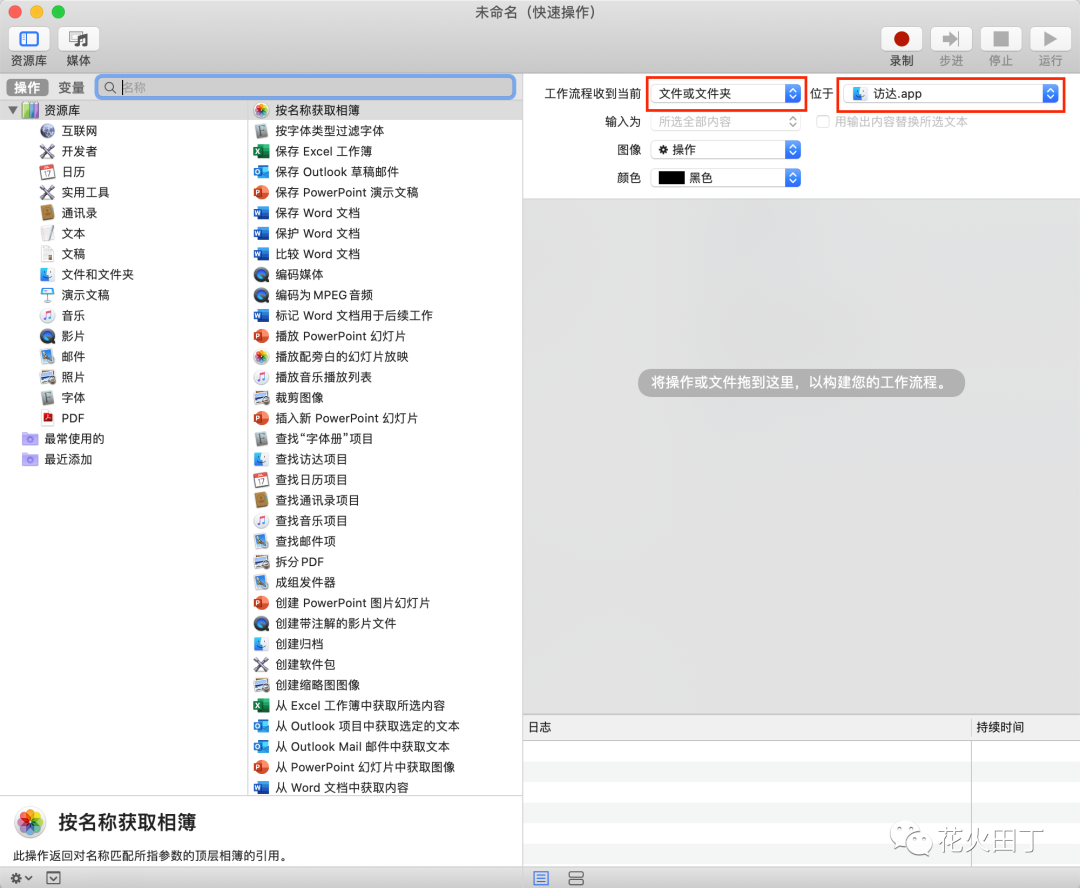 未命名（快速操作）
资源库
媒体
录制
步进
停止
运行
操作
变量
名称
工作流程收到当前
文件或文件夹
位于
访达.app
输入为
所选全部内容
用输出内容替换所选文本
图像
操作
颜色
黑色
资源库
互联网
开发者
日历
实用工具
通讯录
文本
文稿
文件和文件夹
演示文稿
音乐
影片
邮件
照片
字体
PDF
最常使用的
最近添加
按名称获取相簿
按字体类型过滤字体
保存 Excel 工作簿
保存 Outlook 草稿邮件
保存 PowerPoint 演示文稿
保存 Word 文档
保护 Word 文档
比较 Word 文档
编码媒体
编码为 MPEG 音频
标记 Word 文档用于后续工作
播放 PowerPoint 幻灯片
播放配旁白的幻灯片放映
播放音乐播放列表
裁剪图像
插入新 PowerPoint 幻灯片
查找“字体册”项目
查找访达项目
查找日历项目
查找通讯录项目
查找音乐项目
查找邮件项
拆分 PDF
成组发件器
创建 PowerPoint 图片幻灯片
创建带注解的影片文件
创建归档
创建软件包
创建缩略图图像
从 Excel 工作簿中获取所选内容
从 Outlook 项目中获取选定的文本
从 Outlook Mail 邮件中获取文本
从 PowerPoint 幻灯片中获取图像
从 Word 文档中获取内容
将操作或文件拖到这里，以构建您的工作流程。
日志
持续时间
按名称获取相簿
此操作返回对名称匹配所指参数的顶层相簿的引用。
花火田丁